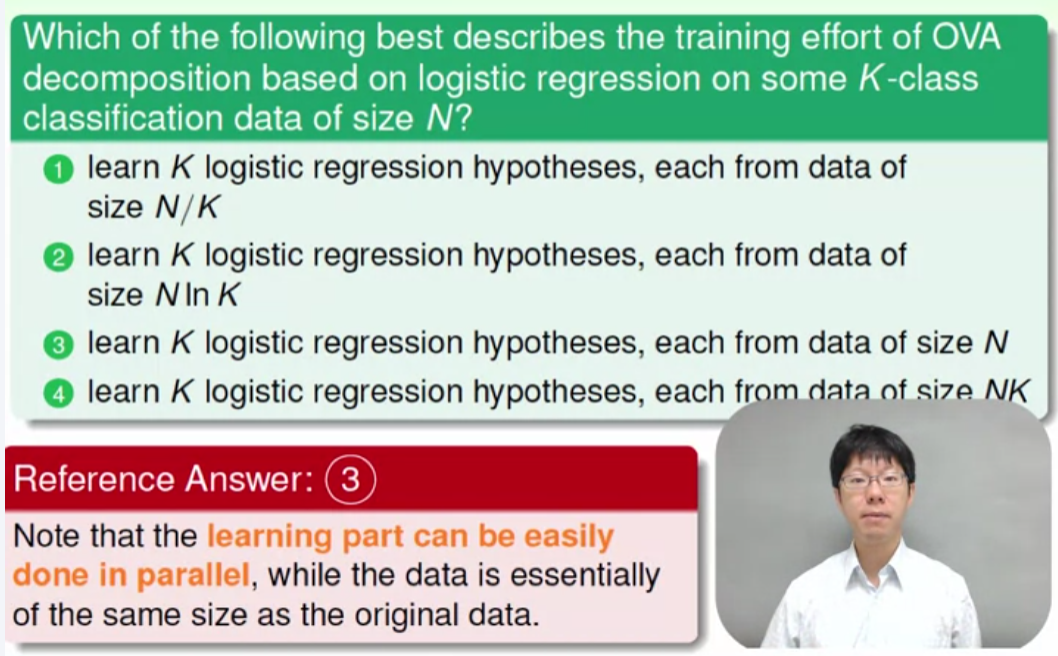 Which of the following best describes the training effort of OVA
decomposition based on logistic regression on some K-class
classification data of size N?
1 learn K logistic regression hypotheses, each from data of
size N/K
2 learn K logistic regression hypotheses, each from data of
size N ln K
3 learn K logistic regression hypotheses, each from data of size N
4 learn K logistic regression hypotheses, each from data of size NK
Reference Answer: 3
Note that the learning part can be easily
done in parallel, while the data is essentially
of the same size as the original data.